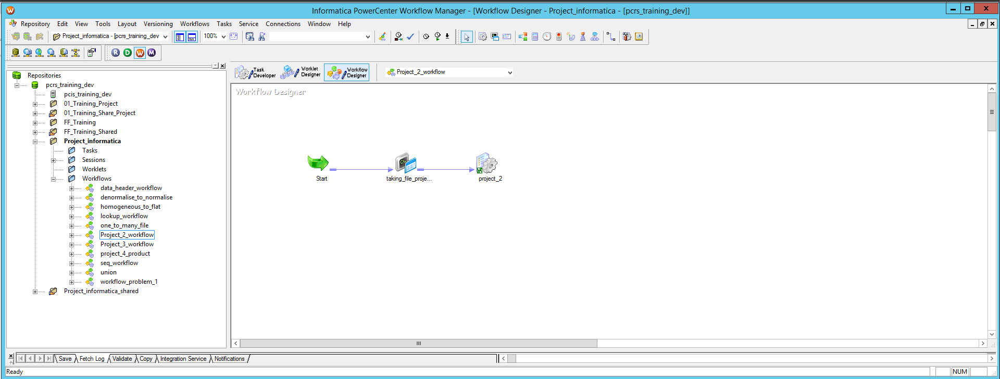 Informatica PowerCenter Workflow Manager - [Workflow Designer - Project_informatica - [pcrs_training_dev]]
Repository Edit View Tools Layout Versioning Workflows Tasks Service Connections Window Help
Project_informatica - [pcrs_training_dev 100%
R D W M
Task Developer Worklet Designer Workflow Designer Project_2_workflow
Repositories
pcrs_training_dev
pcis_training_dev
01_Training_Project
01_Training_Share_Project
FF_Training
FF_Training_Shared
Project_informatica
Tasks
Sessions
Worklets
Workflows
data_header_workflow
denormalise_to_normalise
homogeneous_to_flat
lookup_workflow
one_to_many_file
Project_2_workflow
Project_3_workflow
project_4_product
seq_workflow
union
workflow_problem_1
Project_informatica_shared
Workflow Designer
Start taking_file_proje... project_2
Save Fetch Log Validate Copy Integration Service Notifications
Ready NUM